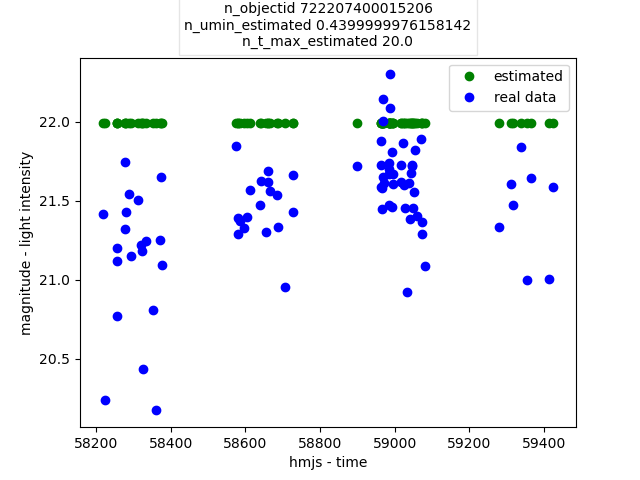 n_objectid 722207400015206
n_umin_estimated 0.4399999976158142
n_t_max_estimated 20.0
estimated
real data
22.0
21.5
21.0
20.5
magnitude - light intensity
58200 58400 58600 58800 59000 59200 59400
hmjs - time